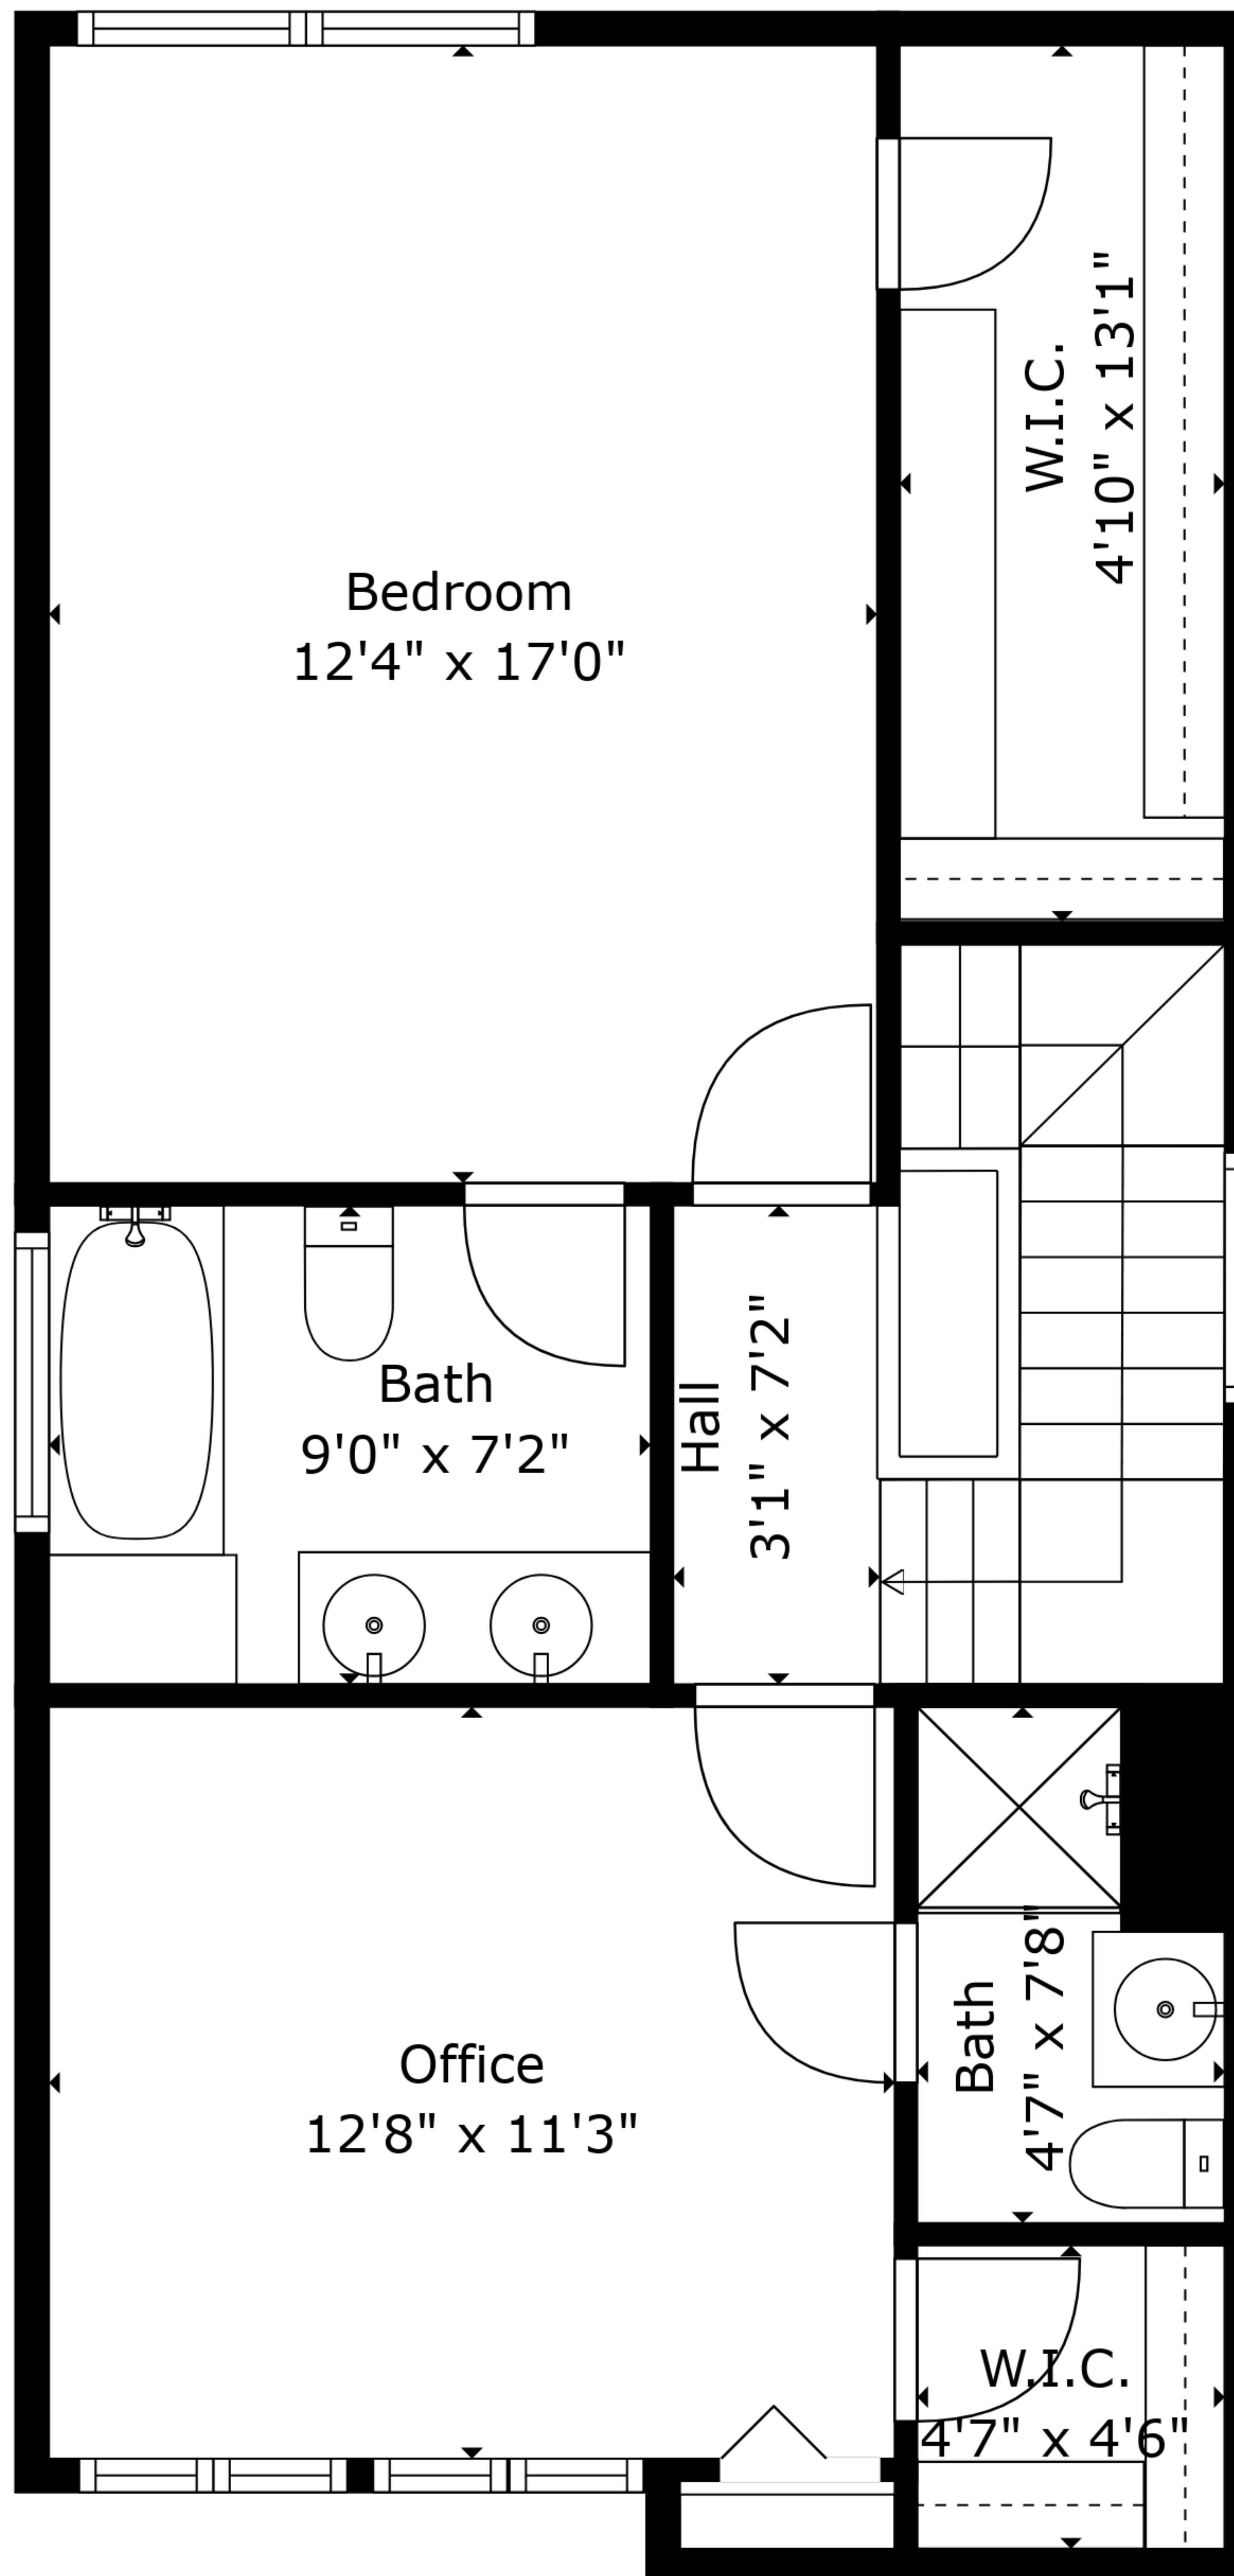 W.I.C.
4'10" x 13'1"
Bedroom
12'4" x 17'0"
Bath
9'0" x 7'2"
Hall
3'1" x 7'2"
Bath
4'7" x 7'8"
Office
12'8" x 11'3"
W.I.C.
4'7" x 4'6"